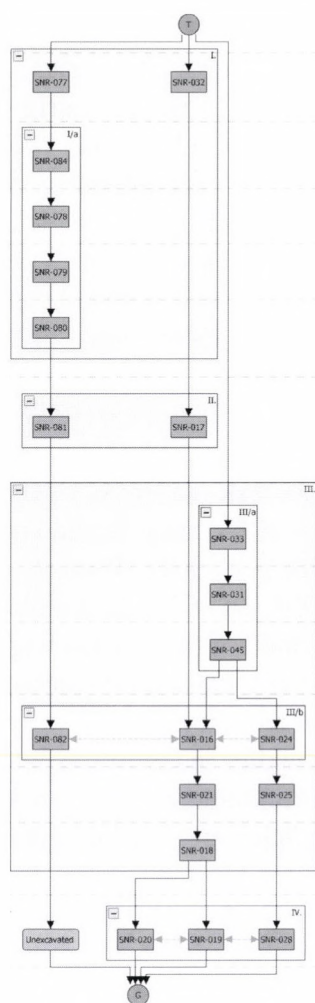 T
I.
SNR-077 SNR-032
I/a
SNR-084
SNR-078
SNR-079
SNR-080
II.
SNR-081 SNR-017
III.
III/a
SNR-033
SNR-031
SNR-045
III/b
SNR-082 SNR-016 SNR-024
SNR-021 SNR-025
SNR-018
IV.
Unexcavated SNR-020 SNR-019 SNR-028
G